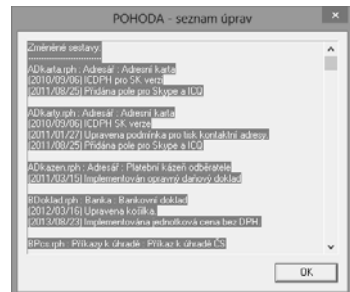 POHODA - seznam úprav
Změněné sestavy:
ADkarta.rph : Adresář : Adresní karta
(2010/09/06) ICDPH pro SK verzi
(2011/08/25) Přidána pole pro Skype a ICQ
ADkarty.rph : Adresář : Adresní karta
(2010/09/06) ICDPH SK verze
(2011/01/27) Upravena podmínka pro tisk kontaktní adresy.
(2011/08/25) Přidána pole pro Skype a ICQ
ADkazen.rph : Adresář : Platební kázeň odběratele
(2011/03/15) Implementován opravný daňový doklad
BDoklad.rph : Banka : Bankovní doklad
(2012/03/16) Upravena kolilka.
(2013/08/23) Implementována jednotková cena bez DPH.
: Příkazy k úhradě : Příkaz k úhradě ČS
OK